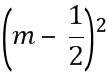 (m − 1/2)²